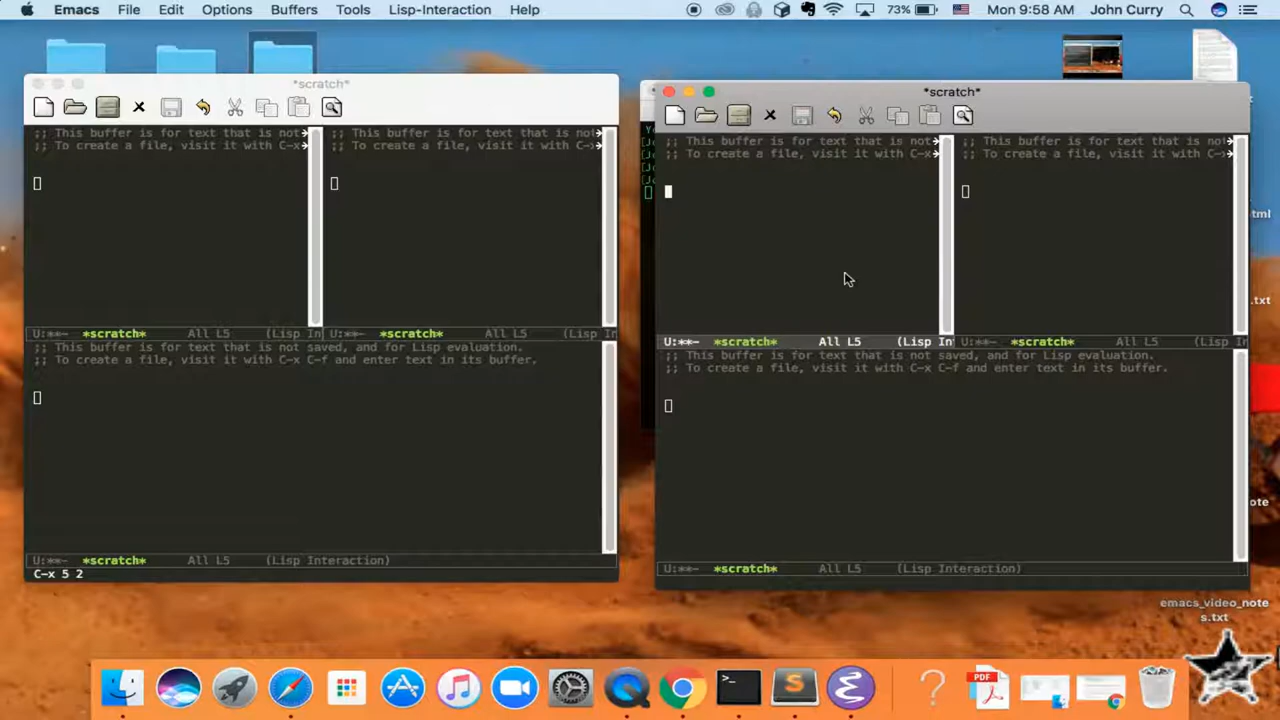 Emacs File Edit Options Buffers Tools Lisp-Interaction Help 73% Mon 9:58 AM John Curry
*scratch*
;; This buffer is for text that is not
;; To create a file, visit it with C-x
;; This buffer is for text that is not
;; To create a file, visit it with C-x
U:**- *scratch* All L5 (Lisp In
U:**- *scratch* All L5 (Lisp In
;; This buffer is for text that is not saved, and for Lisp evaluation.
;; To create a file, visit it with C-x C-f and enter text in its buffer.
U:**- *scratch* All L5 (Lisp Interaction)
C-x 5 2
*scratch*
;; This buffer is for text that is not
;; To create a file, visit it with C-x
;; This buffer is for text that is not
;; To create a file, visit it with C-x
U:**- *scratch* All L5 (Lisp In
U:**- *scratch* All L5 (Lisp In
;; This buffer is for text that is not saved, and for Lisp evaluation.
;; To create a file, visit it with C-x C-f and enter text in its buffer.
U:**- *scratch* All L5 (Lisp Interaction)
tml
.txt
ote
emacs_video_note
s.txt
PDF